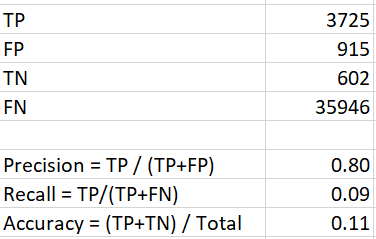 TP 3725
FP 915
TN 602
FN 35946
Precision = TP / (TP+FP) 0.80
Recall = TP/(TP+FN) 0.09
Accuracy = (TP+TN) / Total 0.11